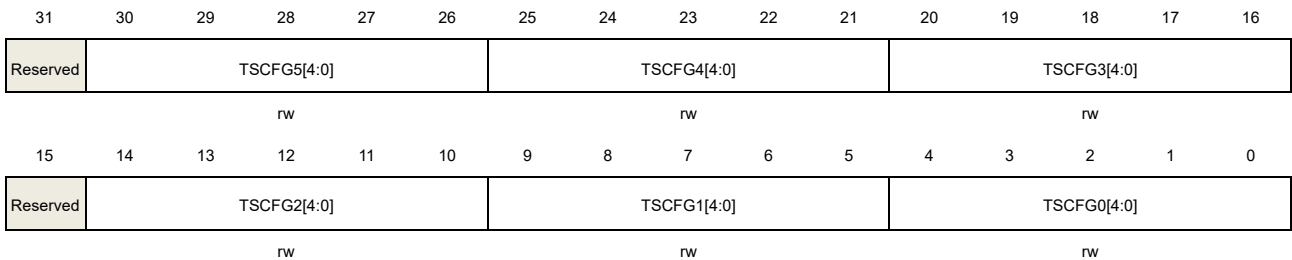 31 30 29 28 27 26 25 24 23 22 21 20 19 18 17 16
Reserved TSCFG5[4:0] TSCFG4[4:0] TSCFG3[4:0]
rw rw rw
15 14 13 12 11 10 9 8 7 6 5 4 3 2 1 0
Reserved TSCFG2[4:0] TSCFG1[4:0] TSCFG0[4:0]
rw rw rw